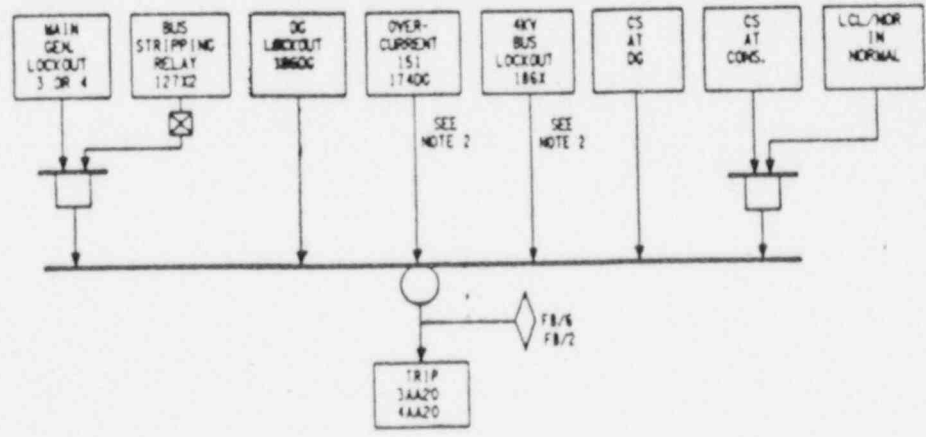 MAIN
GEN.
LOCKOUT
3 OR 4
BUS
STRIPPING
RELAY
127X2
DG
LOCKOUT
186DG
OVER-
CURRENT
151
174DG
4KV
BUS
LOCKOUT
186X
CS
AT
DG
CS
AT
CONS.
LCL/NOR
IN
NORMAL
SEE
NOTE 2
SEE
NOTE 2
FB/6
FB/2
TRIP
3AA20
4AA20